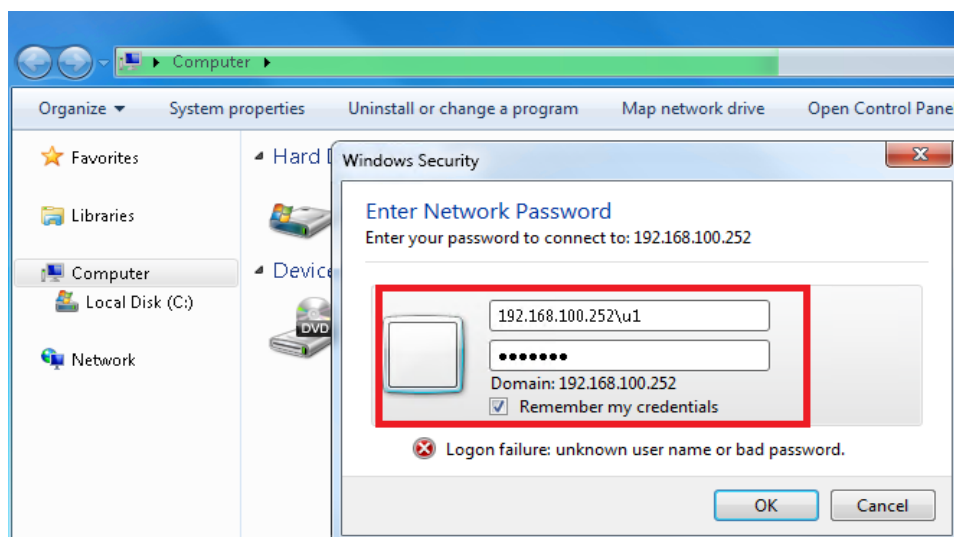 Computer
Organize System properties Uninstall or change a program Map network drive Open Control Pane
Favorites
Hard
Windows Security
Enter Network Password
Enter your password to connect to: 192.168.100.252
Libraries
Computer
Device
Local Disk (C:)
DVD
192.168.100.252\u1
•••••••
Domain: 192.168.100.252
Remember my credentials
Network
Logon failure: unknown user name or bad password.
OK Cancel